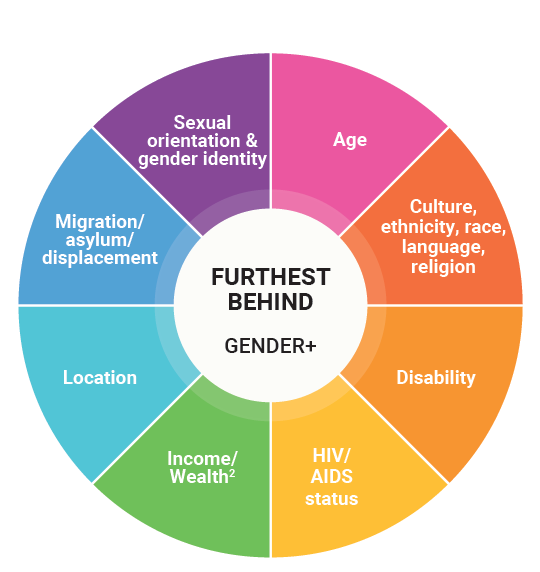 Sexual
orientation &
gender identity
Age
Culture,
ethnicity, race,
language,
religion
Migration/
asylum/
displacement
FURTHEST
BEHIND
GENDER+
Location
Disability
Income/
Wealth²
HIV/
AIDS
status